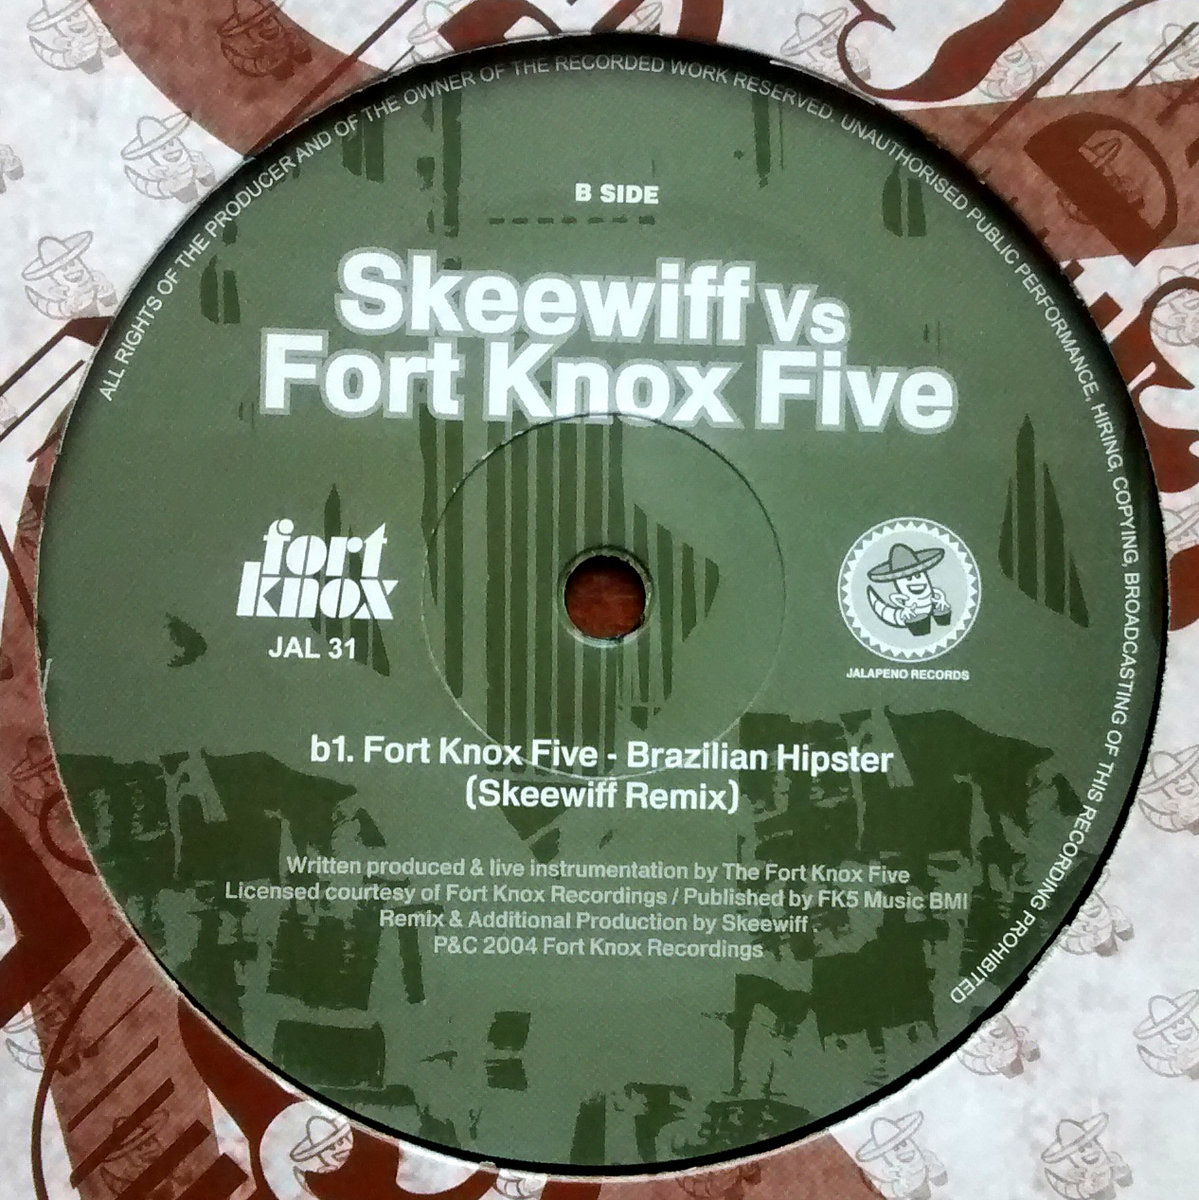 ALL RIGHTS OF THE PRODUCER AND OF THE OWNER OF THE RECORDED WORK RESERVED. UNAUTHORISED PUBLIC PERFORMANCE, HIRING, COPYING, BROADCASTING OF THIS RECORDING PROHIBITED
B SIDE
Skeewiff Vs
Fort Knox Five
fort
knox
JAL 31
JALAPENO RECORDS
b1. Fort Knox Five - Brazilian Hipster
(Skeewiff Remix)
Written produced & live instrumentation by The Fort Knox Five
Licensed courtesy of Fort Knox Recordings / Published by FK5 Music BMI
Remix & Additional Production by Skeewiff .
P&C 2004 Fort Knox Recordings